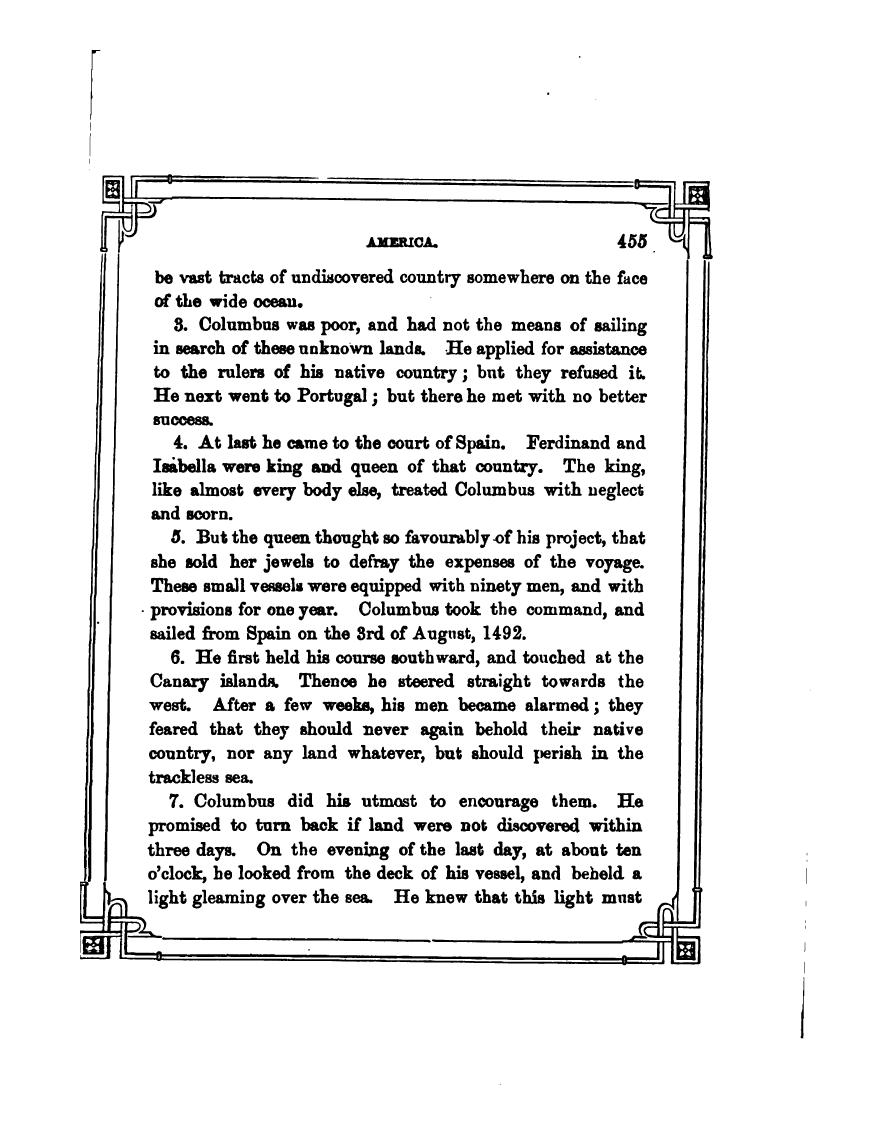 AMERICA. 455
be vast tracts of undiscovered country somewhere on the face
of the wide ocean.
3. Columbus was poor, and had not the means of sailing
in search of these unknown lands. He applied for assistance
to the rulers of his native country; but they refused it.
He next went to Portugal; but there he met with no better
success.
4. At last he came to the court of Spain. Ferdinand and
Isabella were king and queen of that country. The king,
like almost every body else, treated Columbus with neglect
and scorn.
5. But the queen thought so favourably of his project, that
she sold her jewels to defray the expenses of the voyage.
These small vessels were equipped with ninety men, and with
provisions for one year. Columbus took the command, and
sailed from Spain on the 3rd of August, 1492.
6. He first held his course southward, and touched at the
Canary islands. Thence he steered straight towards the
west. After a few weeks, his men became alarmed; they
feared that they should never again behold their native
country, nor any land whatever, but should perish in the
trackless sea.
7. Columbus did his utmost to encourage them. He
promised to turn back if land were not discovered within
three days. On the evening of the last day, at about ten
o'clock, he looked from the deck of his vessel, and beheld a
light gleaming over the sea. He knew that this light must